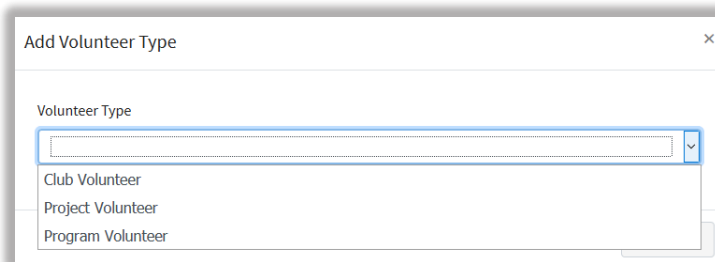 Add Volunteer Type
×
Volunteer Type
Club Volunteer
Project Volunteer
Program Volunteer